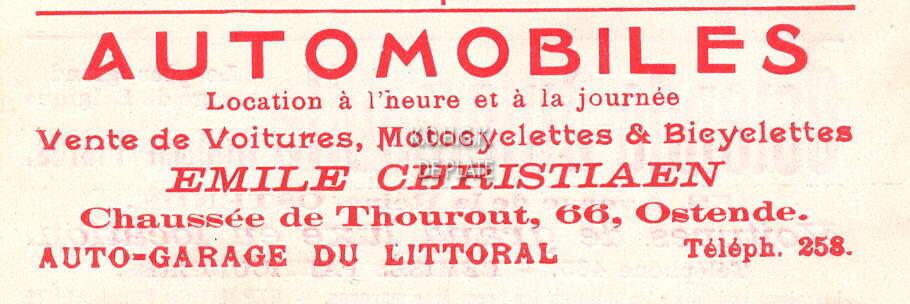 AUTOMOBILES
Location à l'heure et à la journée
Vente de Voitures, Motocyclettes & Bicyclettes
EMILE CHRISTIAEN
Chaussée de Thourout, 66, Ostende.
AUTO-GARAGE DU LITTORAL Téléph. 258.